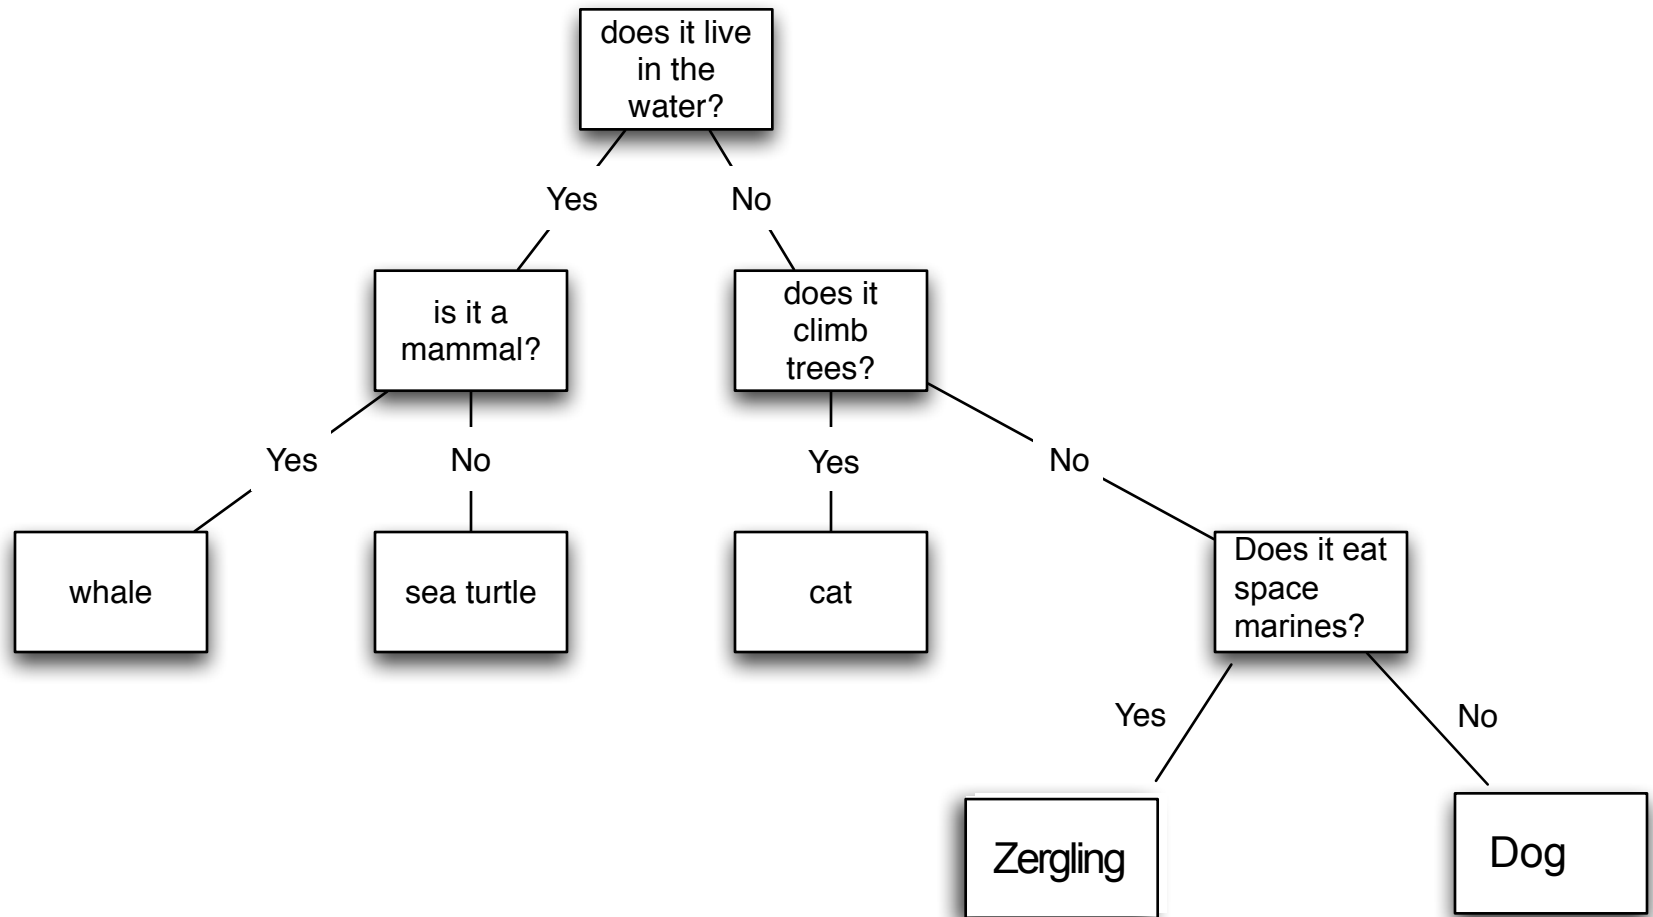 does it live
in the
water?
Yes
No
is it a
mammal?
does it
climb
trees?
Yes
No
Yes
No
whale
sea turtle
cat
Does it eat
space
marines?
Yes
No
Zergling
Dog